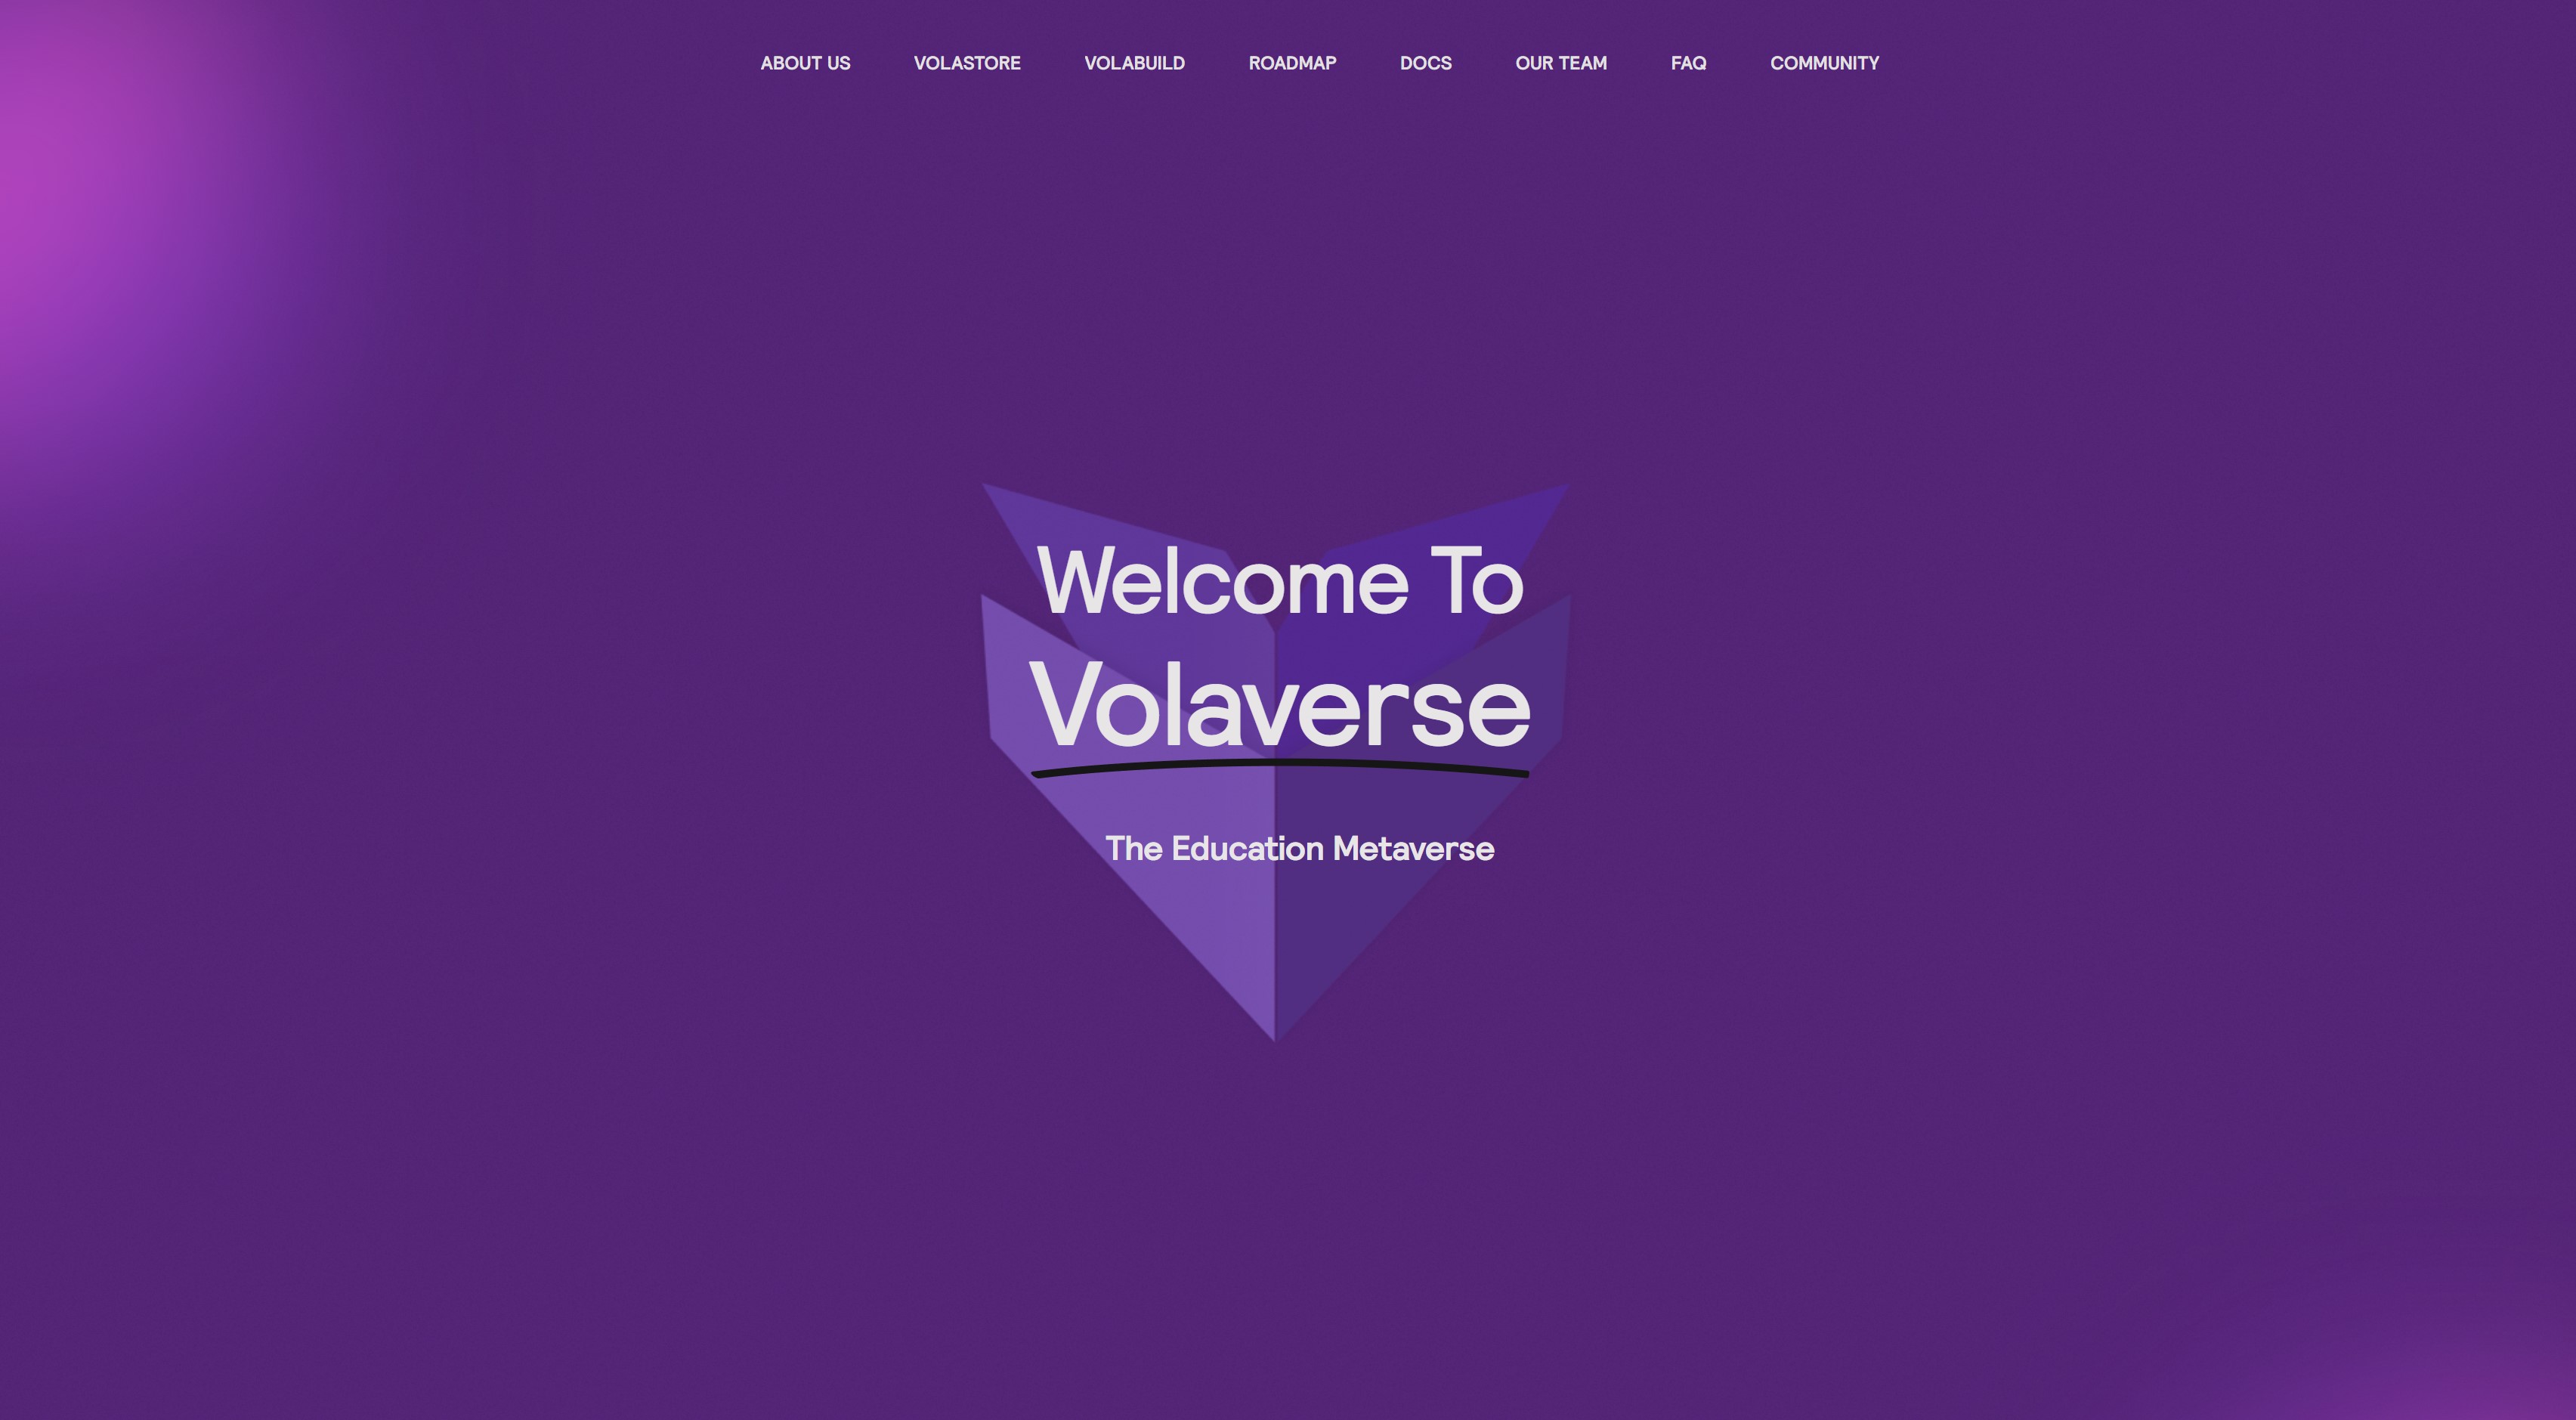 ABOUT US VOLASTORE VOLABUILD ROADMAP DOCS OUR TEAM FAQ COMMUNITY
Welcome To
Volaverse
The Education Metaverse